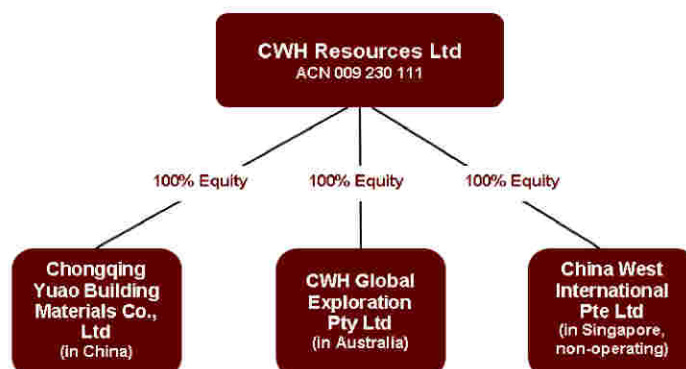 CWH Resources Ltd
ACN 009 230 111
100% Equity
100% Equity
100% Equity
Chongqing
Yuao Building
Materials Co.,
Ltd
(in China)
CWH Global
Exploration
Pty Ltd
(in Australia)
China West
International
Pte Ltd
(in Singapore,
non-operating)